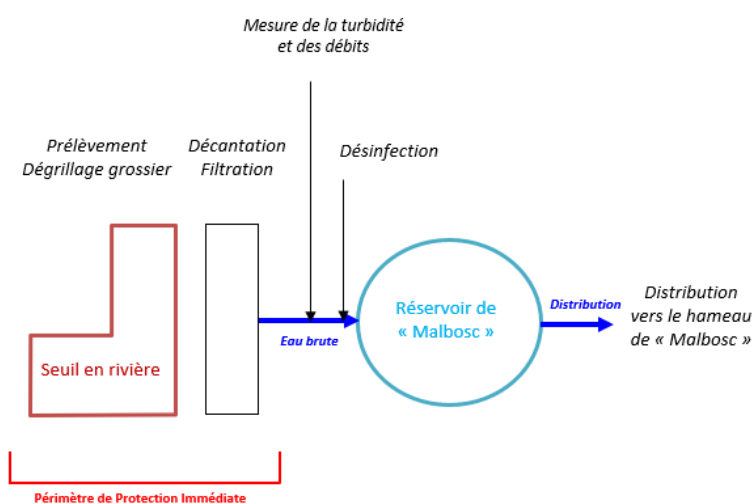 Mesure de la turbidité
et des débits
Prélèvement
Dégrillage grossier
Décantation
Filtration
Désinfection
Seuil en rivière
Eau brute
Réservoir de
« Malbosc »
Distribution
Distribution
vers le hameau
de « Malbosc »
Périmètre de Protection Immédiate